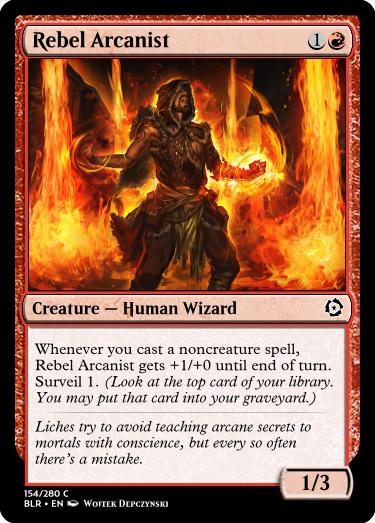 Rebel Arcanist 1
Creature — Human Wizard
Whenever you cast a noncreature spell,
Rebel Arcanist gets +1/+0 until end of turn.
Surveil 1. (Look at the top card of your library.
You may put that card into your graveyard.)
Liches try to avoid teaching arcane secrets to
mortals with conscience, but every so often
there's a mistake.
1/3
154/280 C
BLR • EN Wojtek Depczynski